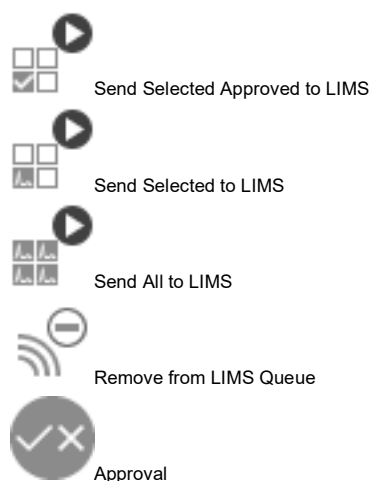 Send Selected Approved to LIMS
Send Selected to LIMS
Send All to LIMS
Remove from LIMS Queue
Approval